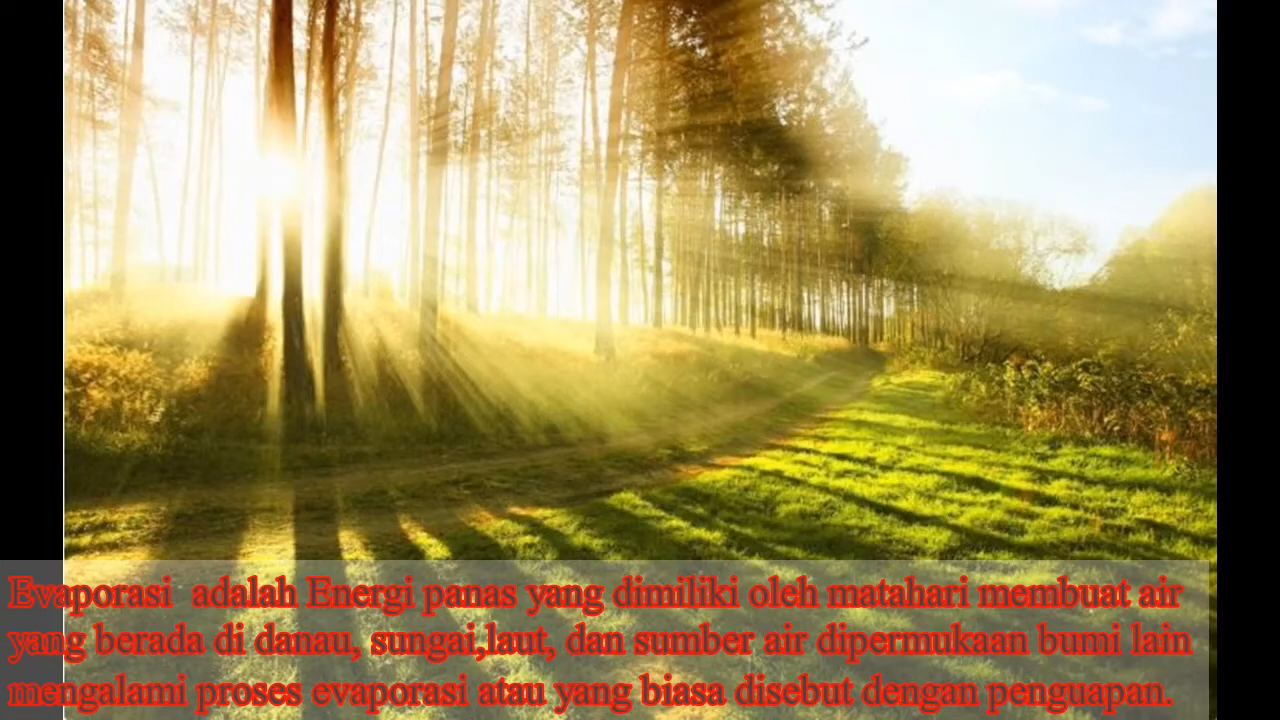 Evaporasi  adalah Energi panas yang dimiliki oleh matahari membuat air
yang berada di danau, sungai,laut, dan sumber air dipermukaan bumi lain
mengalami proses evaporasi atau yang biasa disebut dengan penguapan.